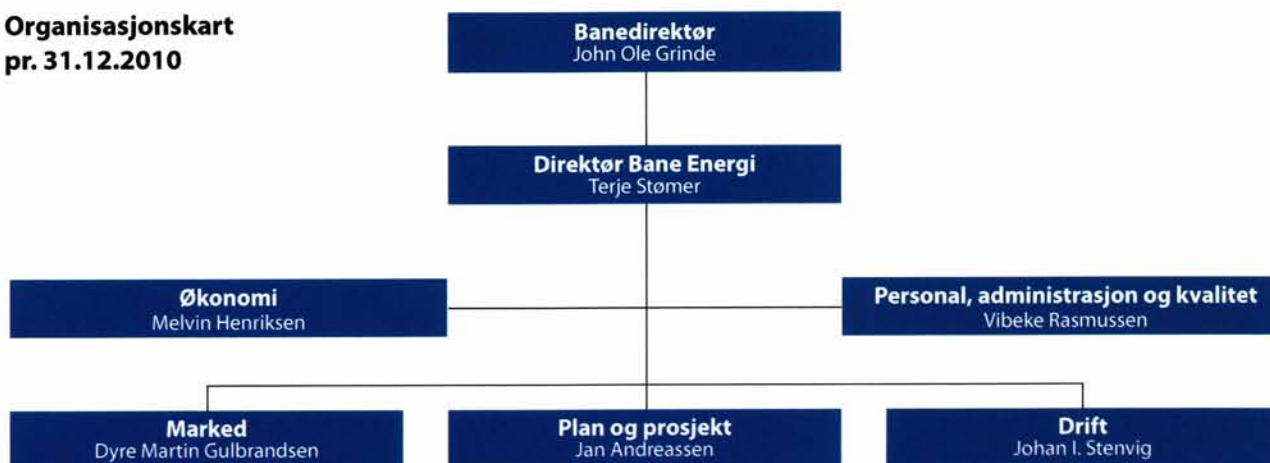 Organisasjonskart
pr. 31.12.2010
Banedirektør
John Ole Grinde
Direktør Bane Energi
Terje Stømer
Økonomi
Melvin Henriksen
Personal, administrasjon og kvalitet
Vibeke Rasmussen
Marked
Dyre Martin Gulbrandsen
Plan og prosjekt
Jan Andreassen
Drift
Johan I. Stenvig